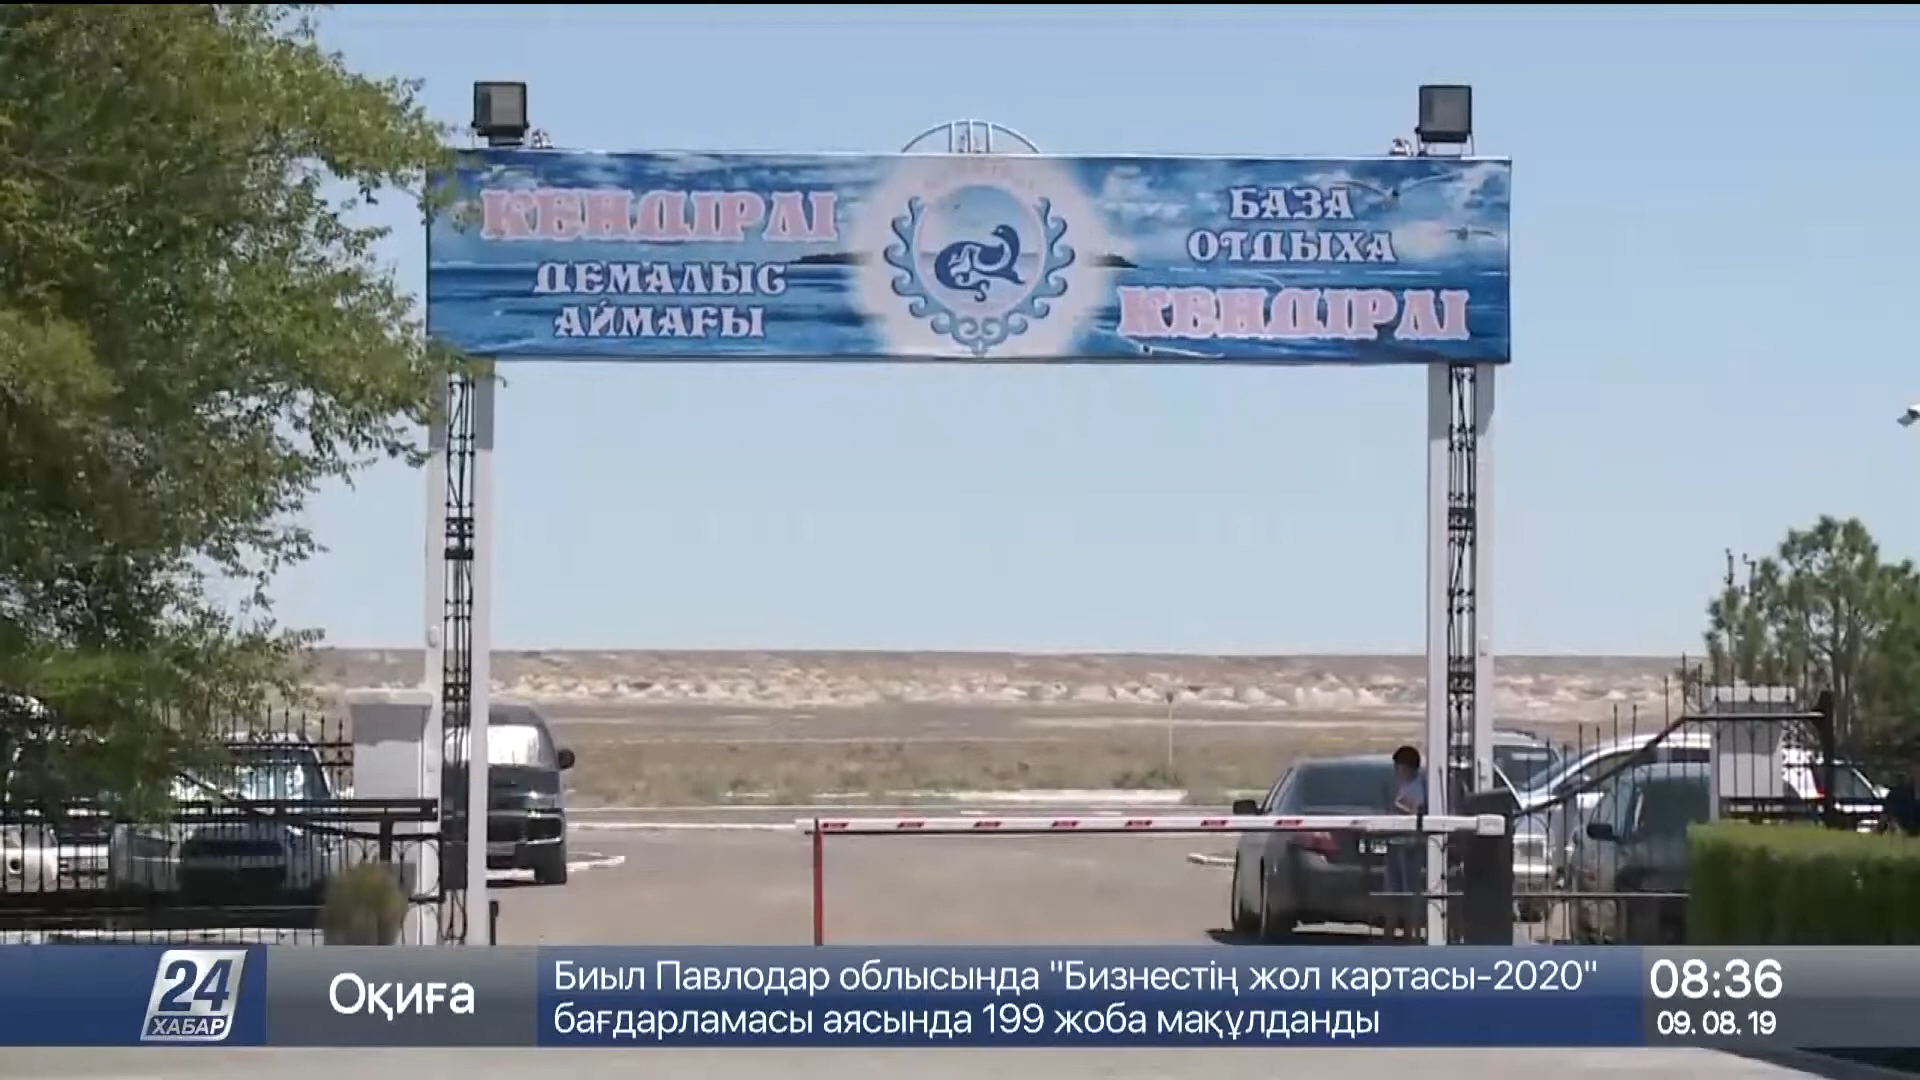 КЕНДІРЛІ
ДЕМАЛЫС
АЙМАҒЫ
БАЗА
ОТДЫХА
КЕНДІРЛІ
24
ХАБАР
Оқиға
Биыл Павлодар облысында "Бизнестің жол картасы-2020"
бағдарламасы аясында 199 жоба мақұлданды
08:36
09. 08. 19